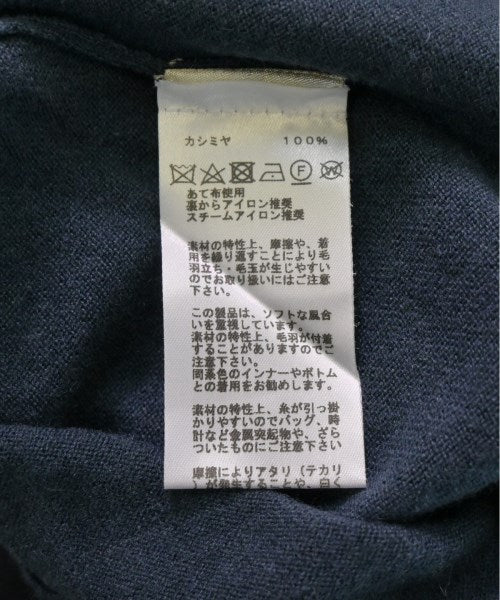 カシミヤ 100%
あて布使用
裏からアイロン推奨
スチームアイロン推奨
素材の特性上、摩擦や、着
用を繰り返すことにより毛
羽立ち・毛玉が生じやすい
のでお取り扱いにはご注意
下さい。
この製品は、ソフトな風合
いを重視しています。
素材の特性上、毛羽が付着
することがありますのでご
注意下さい。
同系色のインナーやボトム
との着用をお勧めします。
素材の特性上、糸が引っ掛
かりやすいのでバッグ、時
計など金属突起物や、ざら
ついたものにご注意下さい
摩擦によりアタリ（テカリ
）が発生することや、白く